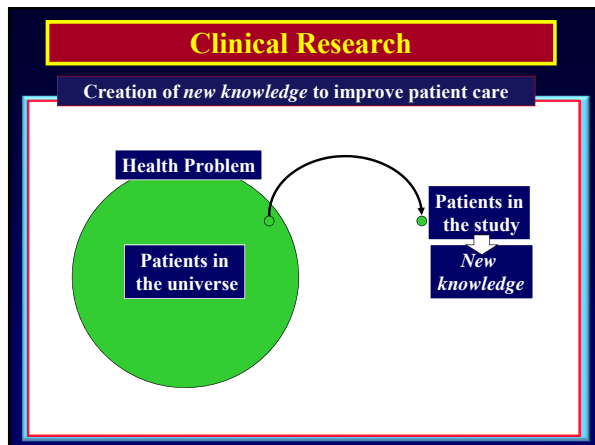 Clinical Research
Creation of new knowledge to improve patient care
Health Problem
Patients in
the universe
Patients in
the study
New
knowledge